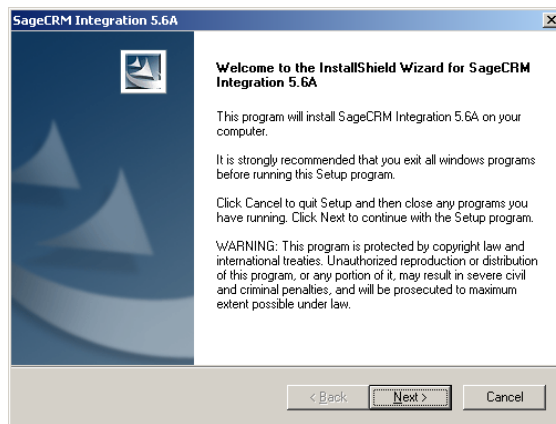 SageCRM Integration 5.6A
Welcome to the InstallShield Wizard for SageCRM
Integration 5.6A
This program will install SageCRM Integration 5.6A on your
computer.
It is strongly recommended that you exit all windows programs
before running this Setup program.
Click Cancel to quit Setup and then close any programs you
have running. Click Next to continue with the Setup program.
WARNING: This program is protected by copyright law and
international treaties. Unauthorized reproduction or distribution
of this program, or any portion of it, may result in severe civil
and criminal penalties, and will be prosecuted to maximum
extent possible under law.
< Back Next > Cancel